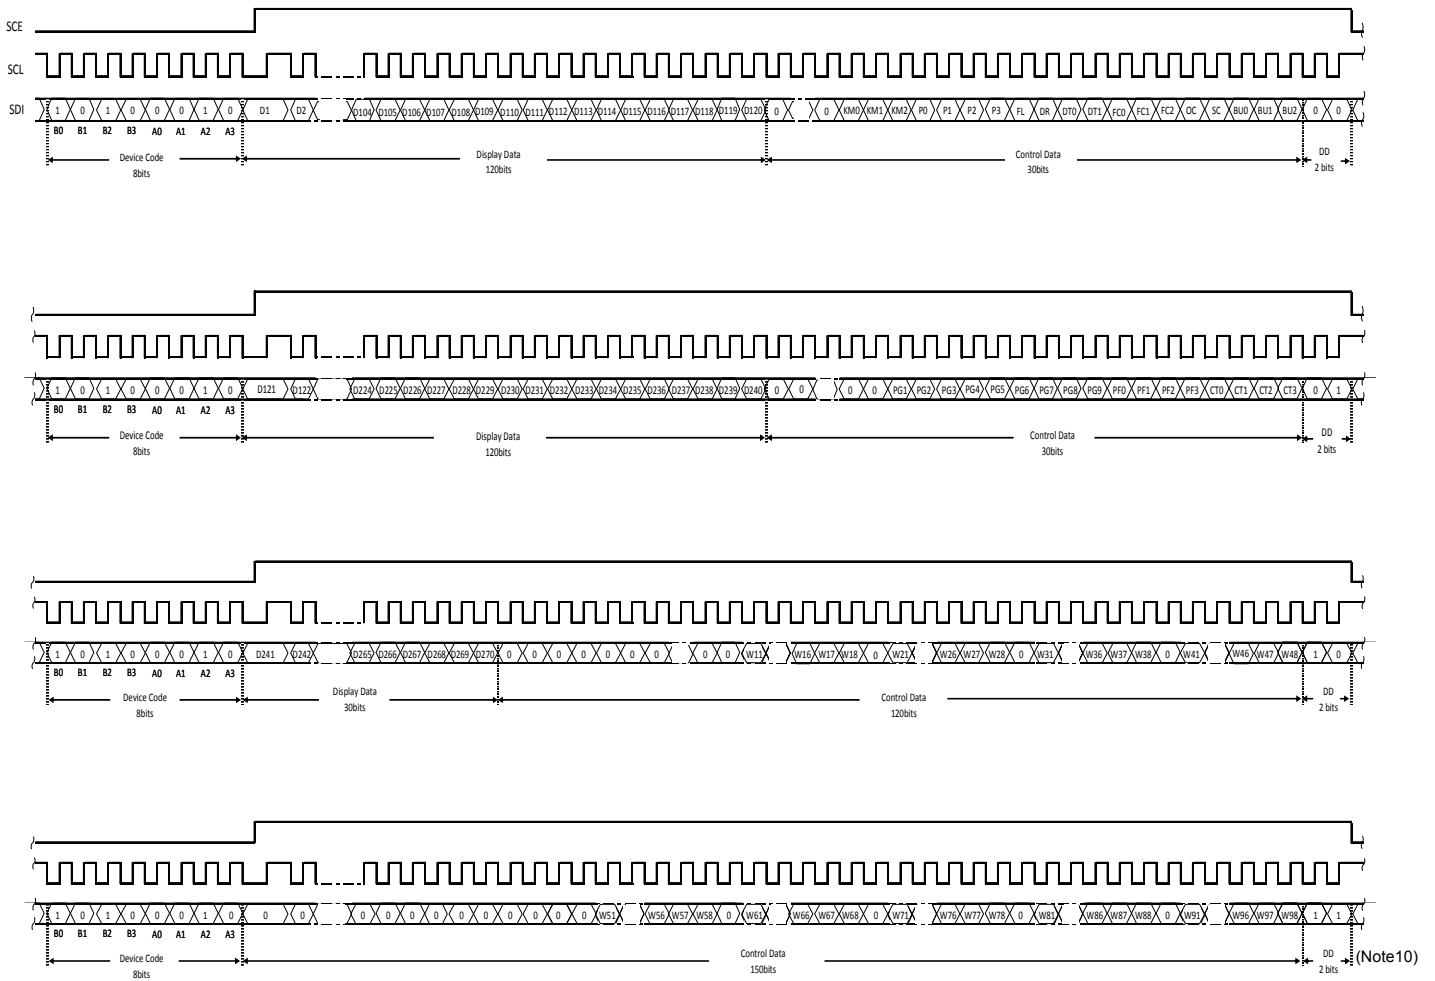 SCE
SCL
SDI 1 0 1 0 0 0 1 0 D1 D2 D104 D105 D106 D107 D108 D109 D110 D111 D112 D113 D114 D115 D116 D117 D118 D119 D120 0 0 KM0 KM1 KM2 P0 P1 P2 P3 FL DR DT0 DT1 FC0 FC1 FC2 OC SC BU0 BU1 BU2 0 0
B0 B1 B2 B3 A0 A1 A2 A3
Device Code Display Data Control Data DD
8bits 120bits 30bits 2 bits
1 0 1 0 0 0 1 0 D121 D122 D224 D225 D226 D227 D228 D229 D230 D231 D232 D233 D234 D235 D236 D237 D238 D239 D240 0 0 0 0 PG1 PG2 PG3 PG4 PG5 PG6 PG7 PG8 PG9 PF0 PF1 PF2 PF3 CT0 CT1 CT2 CT3 0 1
B0 B1 B2 B3 A0 A1 A2 A3
Device Code Display Data Control Data DD
8bits 120bits 30bits 2 bits
1 0 1 0 0 0 1 0 D241 D242 D265 D266 D267 D268 D269 D270 0 0 0 0 0 0 0 0 0 W11 W16 W17 W18 0 W21 W26 W27 W28 0 W31 W36 W37 W38 0 W41 W46 W47 W48 1 0
B0 B1 B2 B3 A0 A1 A2 A3
Device Code Display Data Control Data DD
8bits 30bits 120bits 2 bits
1 0 1 0 0 0 1 0 0 0 0 0 0 0 0 0 0 0 0 0 W51 W56 W57 W58 0 W61 W66 W67 W68 0 W71 W76 W77 W78 0 W81 W86 W87 W88 0 W91 W96 W97 W98 1 1
B0 B1 B2 B3 A0 A1 A2 A3
Device Code Control Data DD (Note10)
8bits 150bits 2 bits